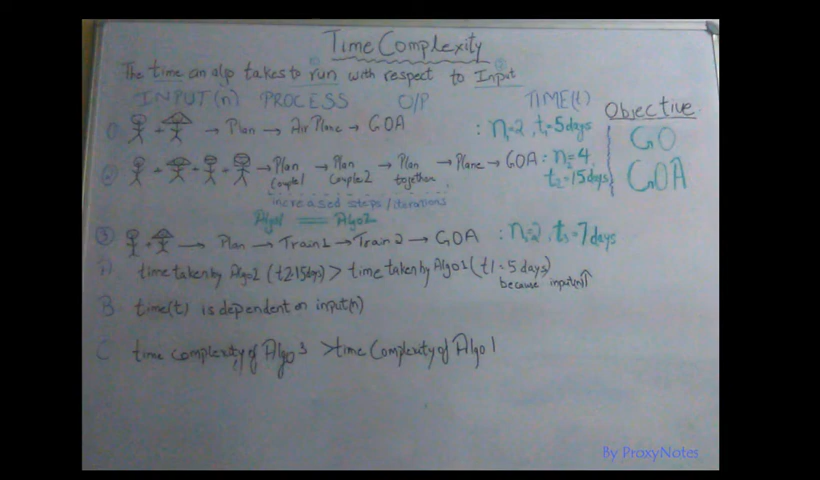 Time Complexity
The time an algo takes to run with respect to Input
INPUT(n) PROCESS O/P TIME(t)
Objective
① → Plan → Air Plane → GOA : n1=2, t1=5days
GO
② + + + → Plan couple1 → Plan couple2 → Plan together → Plane → GOA : n2=4, t2=15days
GOA
increased steps/iterations
Algo1 == Algo2
③ + → Plan → Train1 → Train2 → GOA : n3=2, t3=7days
A) time taken by Algo2 (t2=15days) > time taken by Algo1 (t1=5 days)
because input(n)↑
B time(t) is dependent on input(n)
C time complexity of Algo3 > time Complexity of Algo1
By ProxyNotes